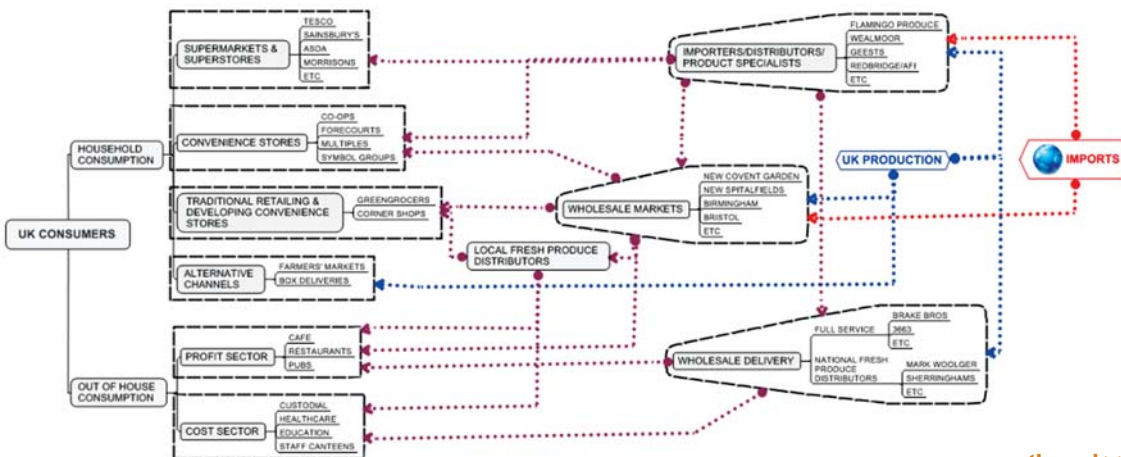 UK CONSUMERS
HOUSEHOLD
CONSUMPTION
SUPERMARKETS &
SUPERSTORES
TESCO
SAINSBURY'S
ASDA
MORRISONS
ETC
CONVENIENCE STORES
CO-OPS
FORECOURTS
MULTIPLES
SYMBOL GROUPS
TRADITIONAL RETAILING &
DEVELOPING CONVENIENCE
STORES
GREENGROCERS
CORNER SHOPS
ALTERNATIVE
CHANNELS
FARMERS' MARKETS
BOX DELIVERIES
OUT OF HOUSE
CONSUMPTION
PROFIT SECTOR
CAFE
RESTAURANTS
PUBS
COST SECTOR
CUSTODIAL
HEALTHCARE
EDUCATION
STAFF CANTEENS
IMPORTERS/DISTRIBUTORS/
PRODUCT SPECIALISTS
FLAMINGO PRODUCE
WEALMOOR
GEESTS
REDBRIDGE/AFI
ETC
WHOLESALE MARKETS
NEW COVENT GARDEN
NEW SPITALFIELDS
BIRMINGHAM
BRISTOL
ETC
LOCAL FRESH PRODUCE
DISTRIBUTORS
WHOLESALE DELIVERY
FULL SERVICE
BRAKE BROS
3663
ETC
NATIONAL FRESH
PRODUCE
DISTRIBUTORS
MARK WOOLGER
SHERRINGHAMS
ETC
UK PRODUCTION
IMPORTS